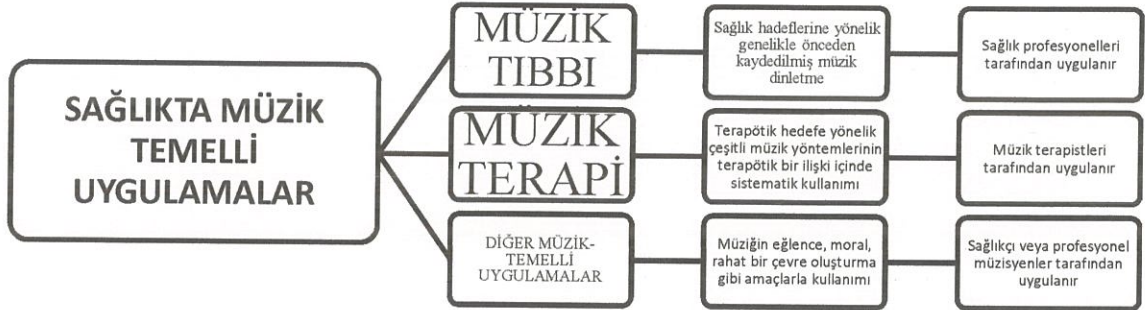 SAĞLIKTA MÜZİK
TEMELLİ
UYGULAMALAR
MÜZİK
TIBBI
Sağlık hedeflerine yönelik
genelikle önceden
kaydedilmiş müzik
dinletme
Sağlık profesyonelleri
tarafından uygulanır
MÜZİK
TERAPİ
Terapötik hedefe yönelik
çeşitli müzik yöntemlerinin
terapötik bir ilişki içinde
sistematik kullanımı
Müzik terapistleri
tarafından uygulanır
DİĞER MÜZİK-
TEMELLİ
UYGULAMALAR
Müziğin eğlence, moral,
rahat bir çevre oluşturma
gibi amaçlarla kullanımı
Sağlıkçı veya profesyonel
müzisyenler tarafından
uygulanır